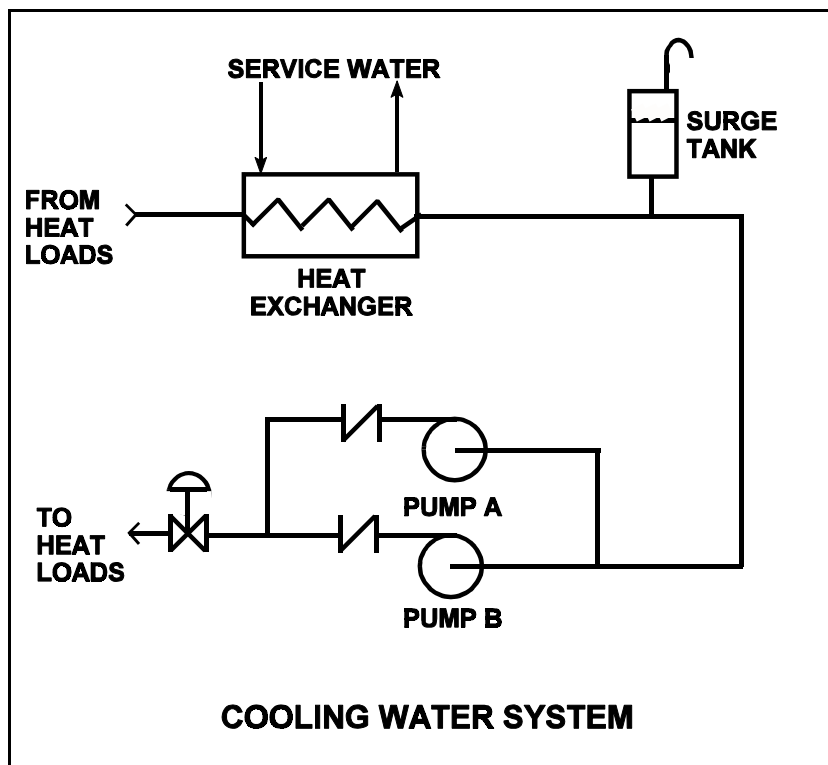 SERVICE WATER
SURGE
TANK
FROM
HEAT
LOADS
HEAT
EXCHANGER
PUMP A
TO
HEAT
LOADS
PUMP B
COOLING WATER SYSTEM